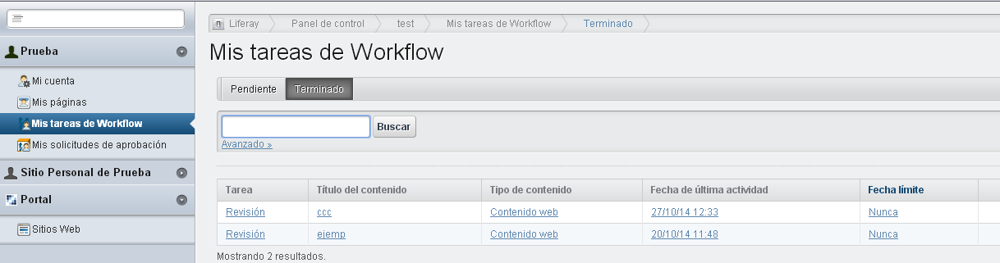 Liferay Panel de control test Mis tareas de Workflow Terminado
Mis tareas de Workflow
Prueba
Mi cuenta
Mis páginas
Mis tareas de Workflow
Mis solicitudes de aprobación
Sitio Personal de Prueba
Portal
Sitios Web
Pendiente Terminado
Buscar
Avanzado »
Tarea Título del contenido Tipo de contenido Fecha de última actividad Fecha límite
Revisión ccc Contenido web 27/10/14 12:33 Nunca
Revisión ejemp Contenido web 20/10/14 11:48 Nunca
Mostrando 2 resultados.